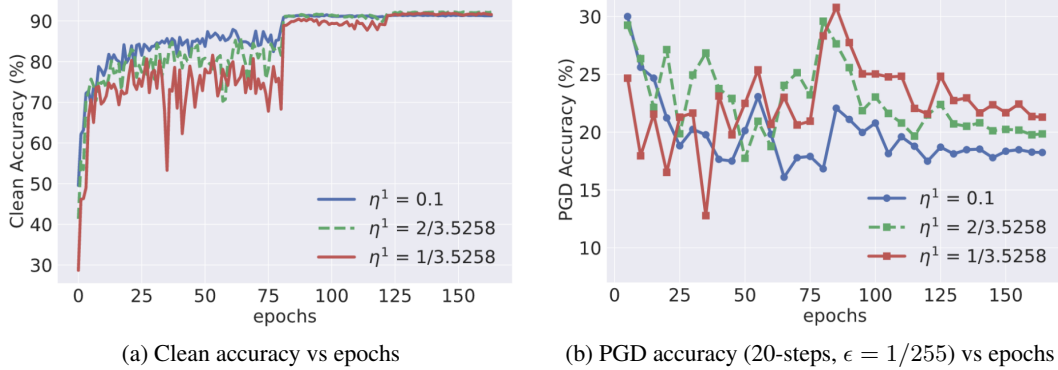 90
80
70
60
50
40
30
Clean Accuracy (%)
η¹ = 0.1
η¹ = 2/3.5258
η¹ = 1/3.5258
0 25 50 75 100 125 150
epochs
(a) Clean accuracy vs epochs
30
25
20
15
10
PGD Accuracy (%)
η¹ = 0.1
η¹ = 2/3.5258
η¹ = 1/3.5258
0 25 50 75 100 125 150
epochs
(b) PGD accuracy (20-steps, ϵ = 1/255) vs epochs